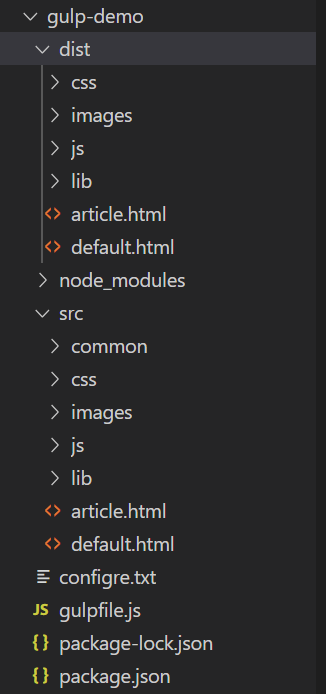 gulp-demo
dist
css
images
js
lib
article.html
default.html
node_modules
src
common
css
images
js
lib
article.html
default.html
configre.txt
JS gulpfile.js
{} package-lock.json
{} package.json